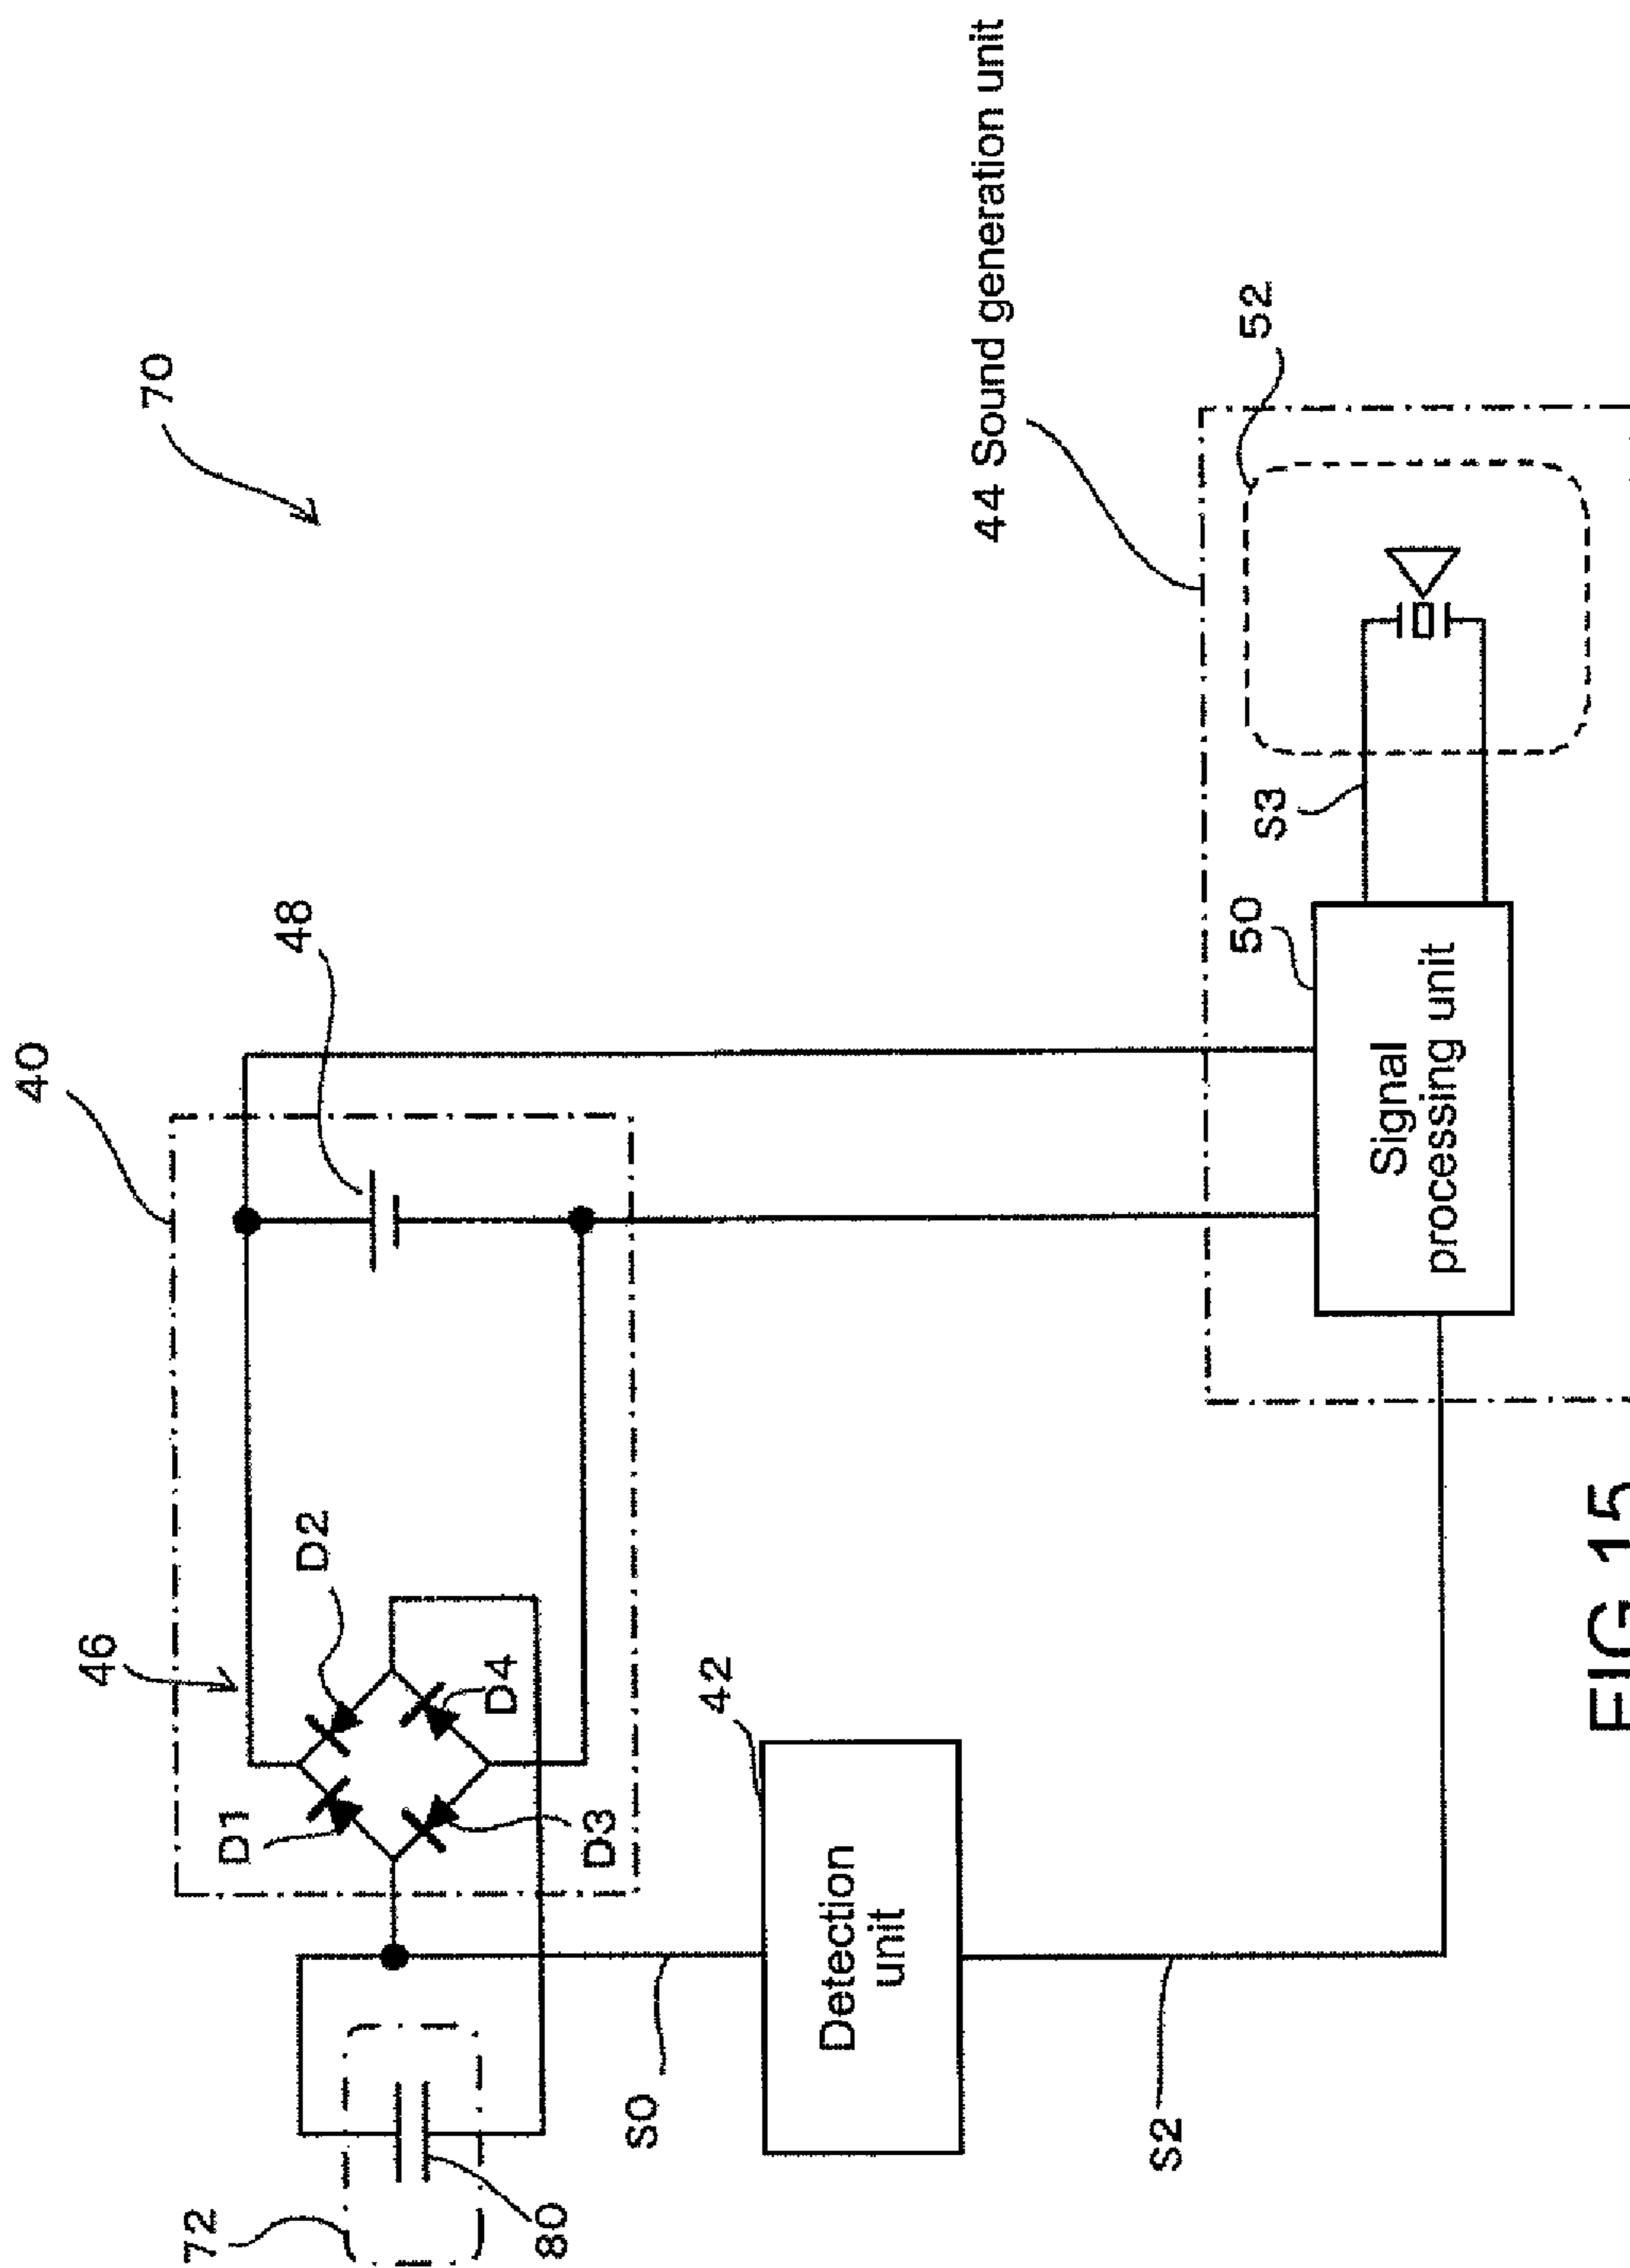 70
40
48
46
D2
D1
D4
D3
72
80
S0
42
Detection
unit
S2
44 Sound generation unit
52
S3
50
Signal
processing unit
FIG.15